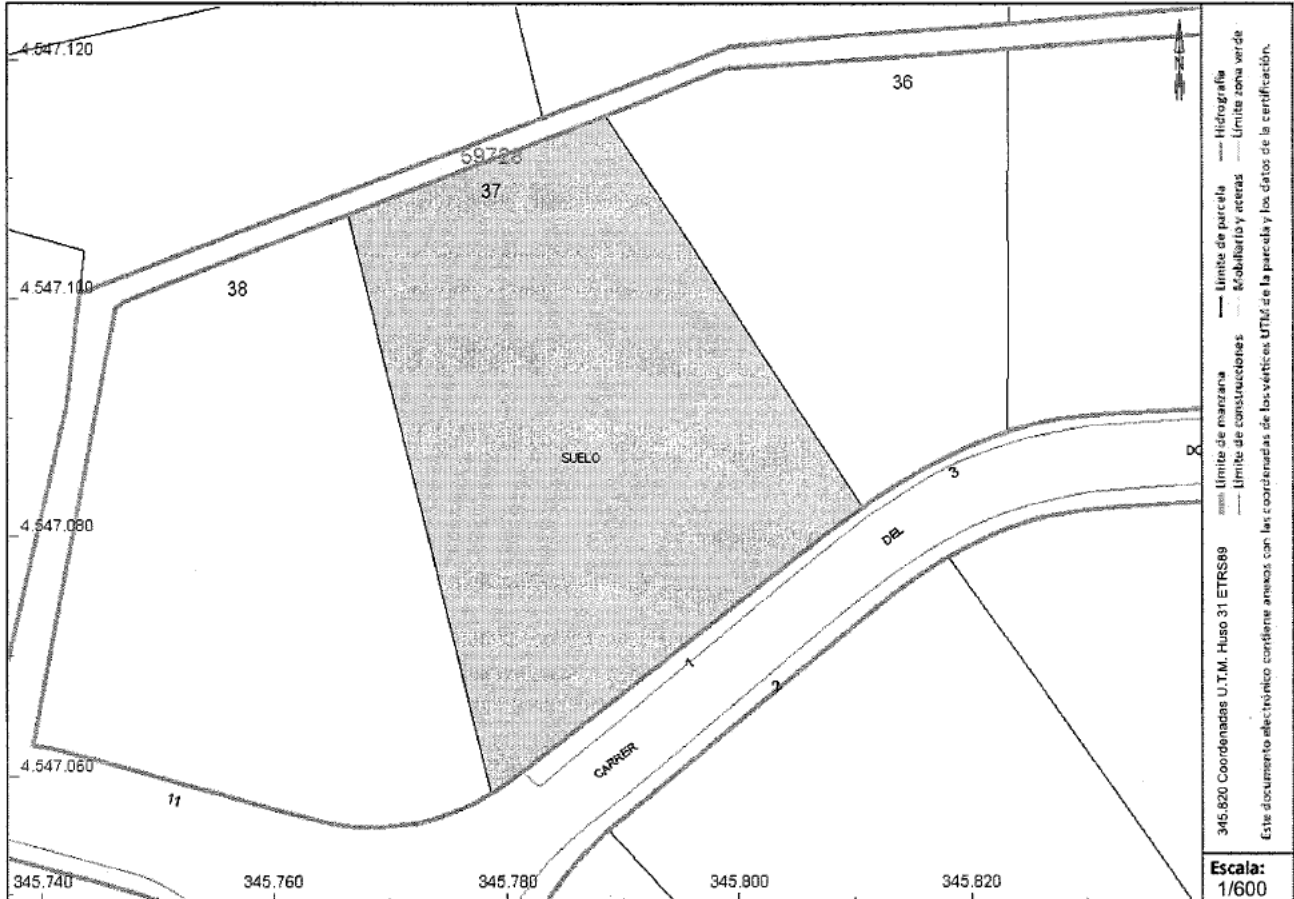 4.547.120
36
59728
37
4.547.110
38
SUELO
3
DO
4.547.080
DEL
1
2
CARRER
4.547.060
11
345.740
345.760
345.780
345.800
345.820
345.820 Coordenadas U.T.M. Huso 31 ETRS89
Límite de manzana
Límite de parcela
Hidrografía
Límite de construcciones
Mobiliario y aceras
Límite zona verde
Este documento electrónico contiene anexos con las coordenadas de los vértices UTM de la parcela y los datos de la certificación.
Escala:
1/600